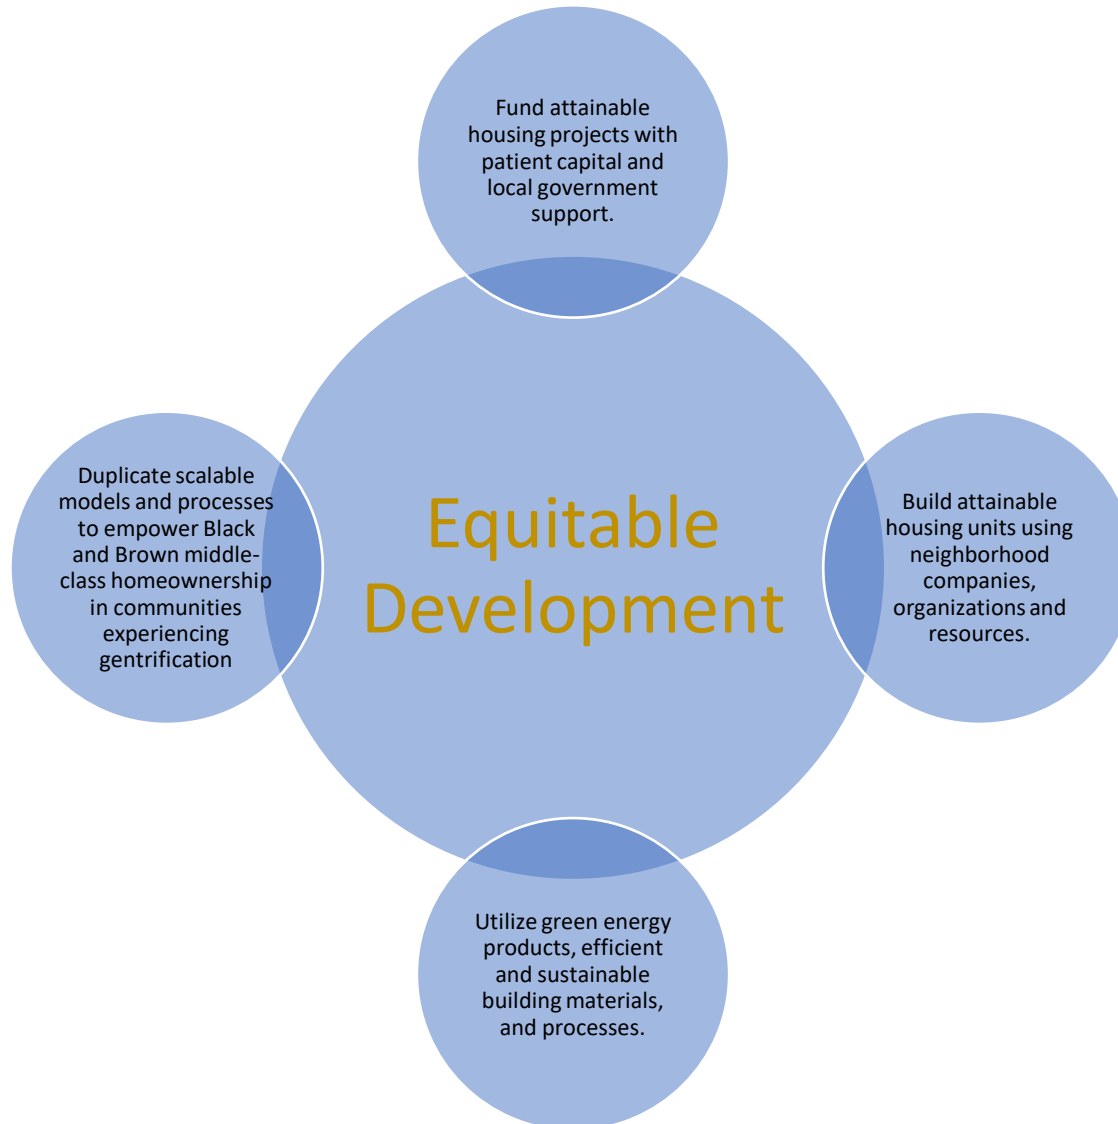 Fund attainable
housing projects with
patient capital and
local government
support.
Duplicate scalable
models and processes
to empower Black
and Brown middle-
class homeownership
in communities
experiencing
gentrification
Equitable
Development
Build attainable
housing units using
neighborhood
companies,
organizations and
resources.
Utilize green energy
products, efficient
and sustainable
building materials,
and processes.